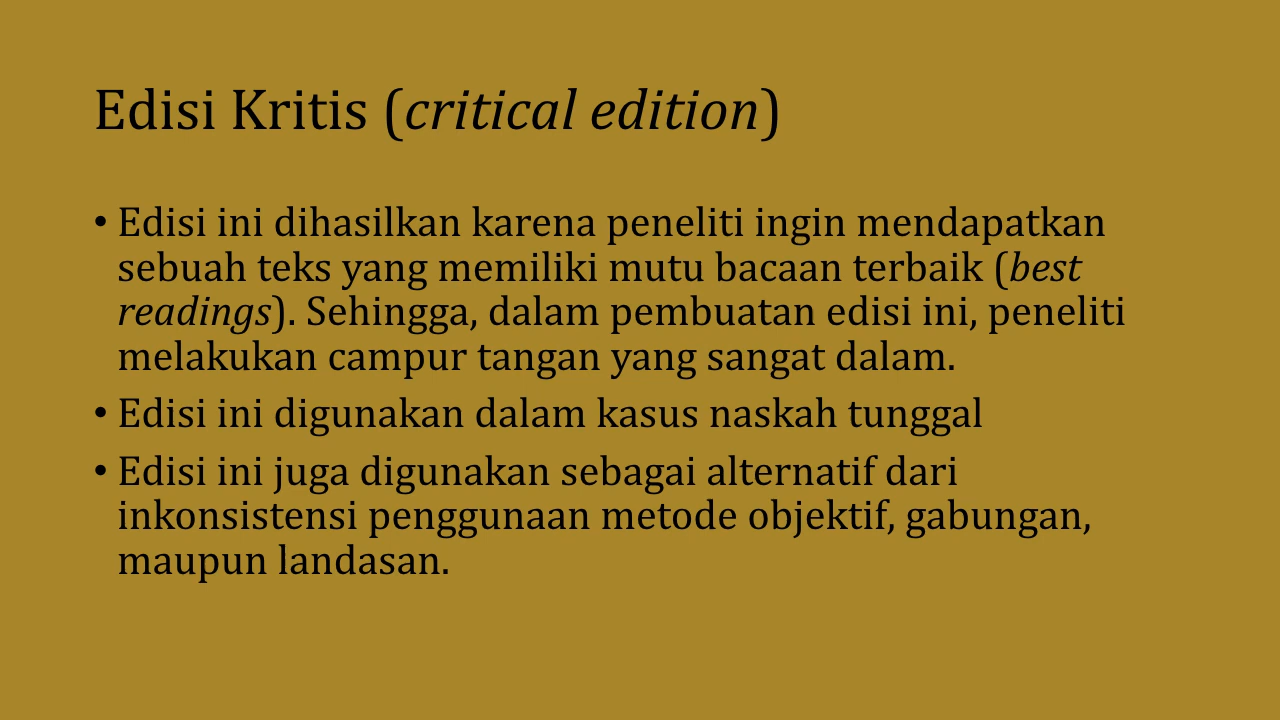 Edisi Kritis (critical edition)
• Edisi ini dihasilkan karena peneliti ingin mendapatkan
sebuah teks yang memiliki mutu bacaan terbaik (best
readings). Sehingga, dalam pembuatan edisi ini, peneliti
melakukan campur tangan yang sangat dalam.
• Edisi ini digunakan dalam kasus naskah tunggal
• Edisi ini juga digunakan sebagai alternatif dari
inkonsistensi penggunaan metode objektif, gabungan,
maupun landasan.